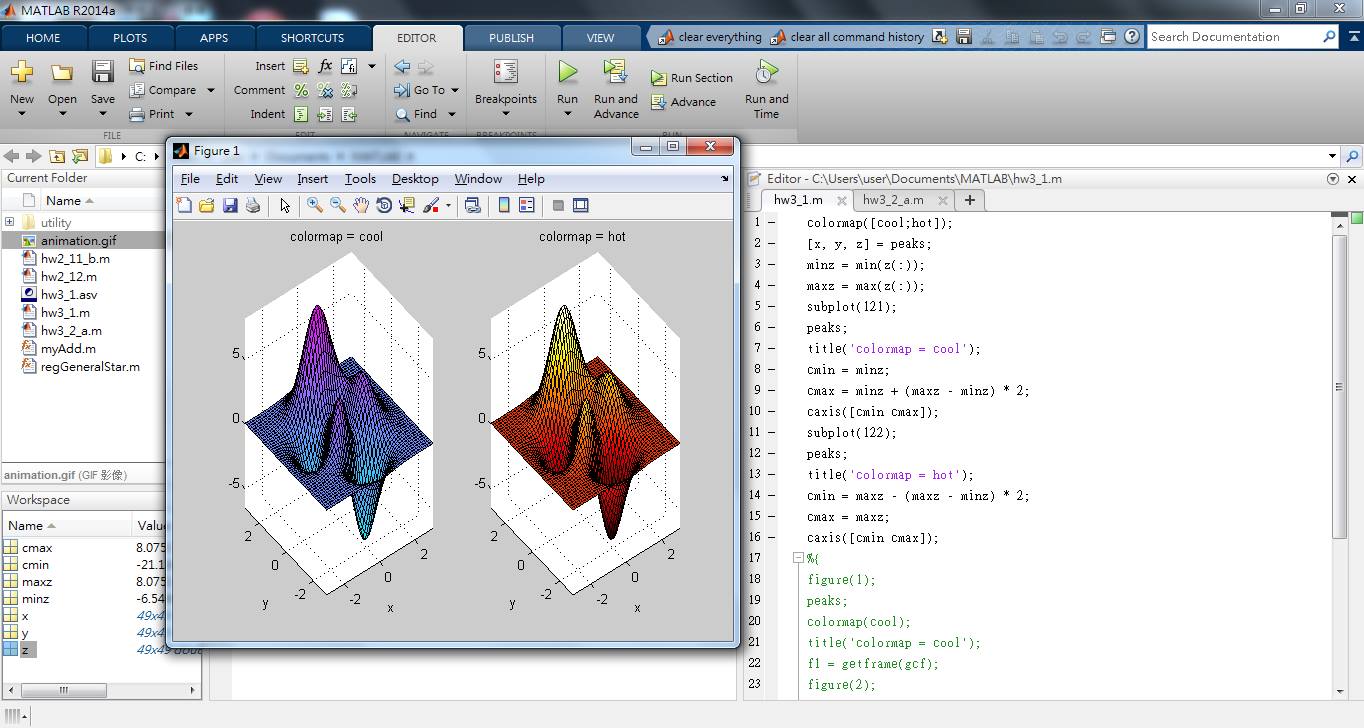 MATLAB R2014a
HOME PLOTS APPS SHORTCUTS EDITOR PUBLISH VIEW clear everything clear all command history Search Documentation
New Open Save Find Files Compare Print
Insert fx
Comment
Indent
Go To Find
Breakpoints
Run Run and Advance Run Section Advance Run and Time
FILE EDIT NAVIGATE BREAKPOINTS RUN
C:
Current Folder
Name
utility
animation.gif
hw2_11_b.m
hw2_12.m
hw3_1.asv
hw3_1.m
hw3_2_a.m
myAdd.m
regGeneralStar.m
animation.gif (GIF 影像)
Workspace
Name Value
cmax 8.075
cmin -21.1
maxz 8.075
minz -6.54
x 49x4
y 49x4
z 49x49
Figure 1
File Edit View Insert Tools Desktop Window Help
colormap = cool
5
0
-5
2
0
-2
y
-2
0
2
x
colormap = hot
5
0
-5
2
0
-2
y
-2
0
2
x
Editor - C:\Users\user\Documents\MATLAB\hw3_1.m
hw3_1.m hw3_2_a.m +
1 – colormap([cool;hot]);
2 – [x, y, z] = peaks;
3 – minz = min(z(:));
4 – maxz = max(z(:));
5 – subplot(121);
6 – peaks;
7 – title('colormap = cool');
8 – cmin = minz;
9 – cmax = minz + (maxz - minz) * 2;
10 – caxis([cmin cmax]);
11 – subplot(122);
12 – peaks;
13 – title('colormap = hot');
14 – cmin = maxz - (maxz - minz) * 2;
15 – cmax = maxz;
16 – caxis([cmin cmax]);
17 %{
18 figure(1);
19 peaks;
20 colormap(cool);
21 title('colormap = cool');
22 f1 = getframe(gcf);
23 figure(2);